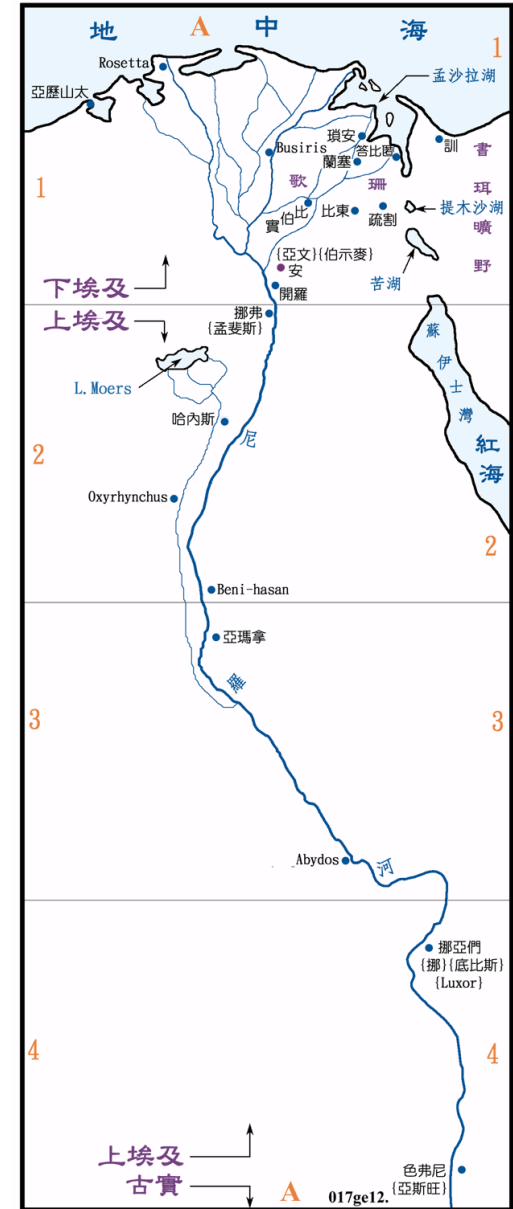 A
地 中 海
1
Rosetta
孟沙拉湖
亞歷山太
瑣安
訓
書珥曠野
Busiris
蘭塞
答比匿
1
歌珊
實伯比
比東
疏割
提木沙湖
{亞文}{伯示麥}
安
苦湖
下埃及
開羅
上埃及
挪弗
{孟斐斯}
蘇伊士灣
L.Moers
哈內斯
尼
紅海
2
Oxyrhynchus
2
Beni-hasan
亞瑪拿
羅
3
3
Abydos
河
挪亞們
{挪}{底比斯}
{Luxor}
4
4
上埃及
色弗尼
古實
{亞斯旺}
A
017ge12.